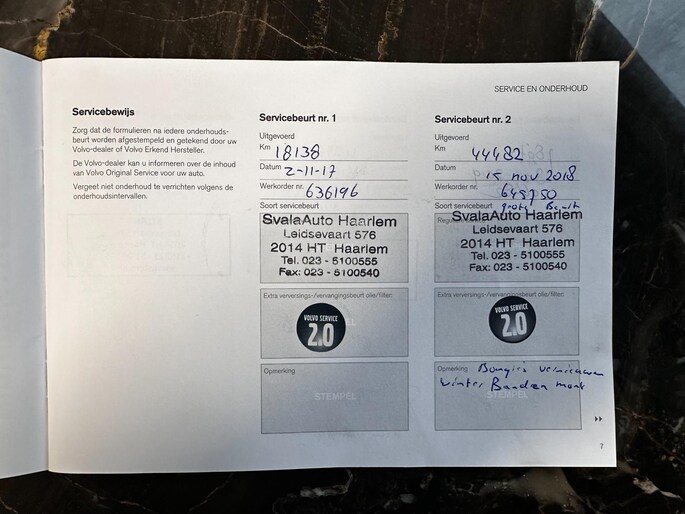 SERVICE EN ONDERHOUD
Servicebewijs
Zorg dat de formulieren na iedere onderhouds-
beurt worden afgestempeld en getekend door uw
Volvo-dealer of Volvo Erkend Hersteller.
De Volvo-dealer kan u informeren over de inhoud
van Volvo Original Service voor uw auto.
Vergeet niet onderhoud te verrichten volgens de
onderhoudsintervallen.
Servicebeurt nr. 1
Uitgevoerd
Km 18138
Datum 2-11-17
Werkorder nr. 636196
Soort servicebeurt
SvalaAuto Haarlem
Leidsevaart 576
2014 HT Haarlem
Tel. 023 - 5100555
Fax: 023 - 5100540
Extra verversings-/vervangingsbeurt olie/filter:
VOLVO SERVICE
2.0
Opmerking
STEMPEL
Servicebeurt nr. 2
Uitgevoerd
Km 44482
Datum 15 nov 2018
Werkorder nr.
Soort servicebeurt grote Beurt
SvalaAuto Haarlem
Leidsevaart 576
2014 HT Haarlem
Tel. 023 - 5100555
Fax: 023 - 5100540
Extra verversings-/vervangingsbeurt olie/filter:
VOLVO SERVICE
2.0
Opmerking Bougies vernieuwen
winter Banden mont
STEMPEL
7